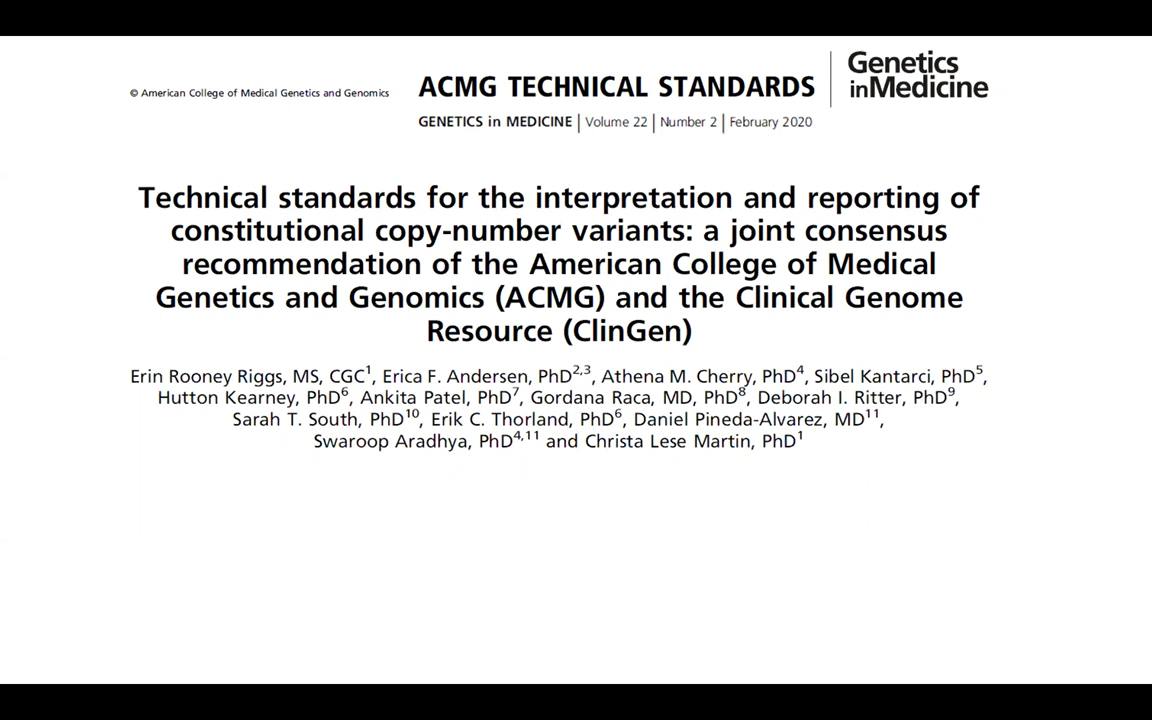 © American College of Medical Genetics and Genomics
ACMG TECHNICAL STANDARDS
Genetics
inMedicine
GENETICS in MEDICINE | Volume 22 | Number 2 | February 2020
Technical standards for the interpretation and reporting of
constitutional copy-number variants: a joint consensus
recommendation of the American College of Medical
Genetics and Genomics (ACMG) and the Clinical Genome
Resource (ClinGen)
Erin Rooney Riggs, MS, CGC1, Erica F. Andersen, PhD2,3, Athena M. Cherry, PhD4, Sibel Kantarci, PhD5,
Hutton Kearney, PhD6, Ankita Patel, PhD7, Gordana Raca, MD, PhD8, Deborah I. Ritter, PhD9,
Sarah T. South, PhD10, Erik C. Thorland, PhD6, Daniel Pineda-Alvarez, MD11,
Swaroop Aradhya, PhD4,11 and Christa Lese Martin, PhD1